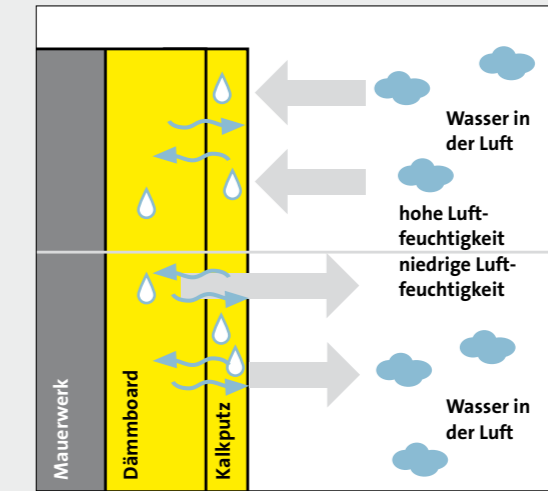 Wasser in
der Luft
hohe Luft-
feuchtigkeit
niedrige Luft-
feuchtigkeit
Wasser in
der Luft
Mauerwerk
Dämmboard
Kalkputz